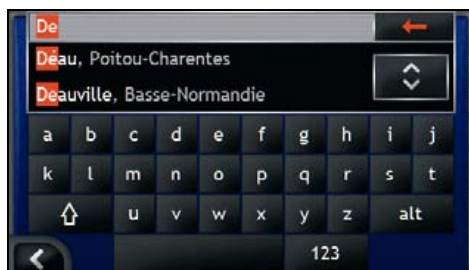 De
Déau, Poitou-Charentes
Deauville, Basse-Normandie
a b c d e f g h i j
k l m n o p q r s t
u v w x y z alt
123